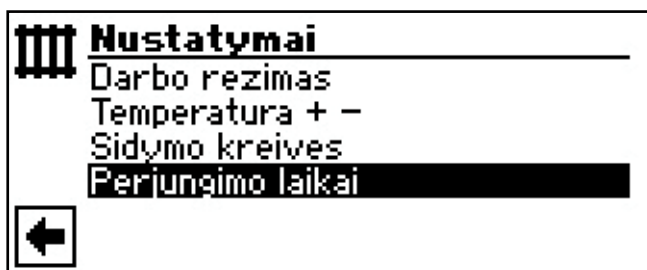 Nustatymai
Darbo rezimas
Temperatura + −
Sidymo kreives
Perjungimo laikai